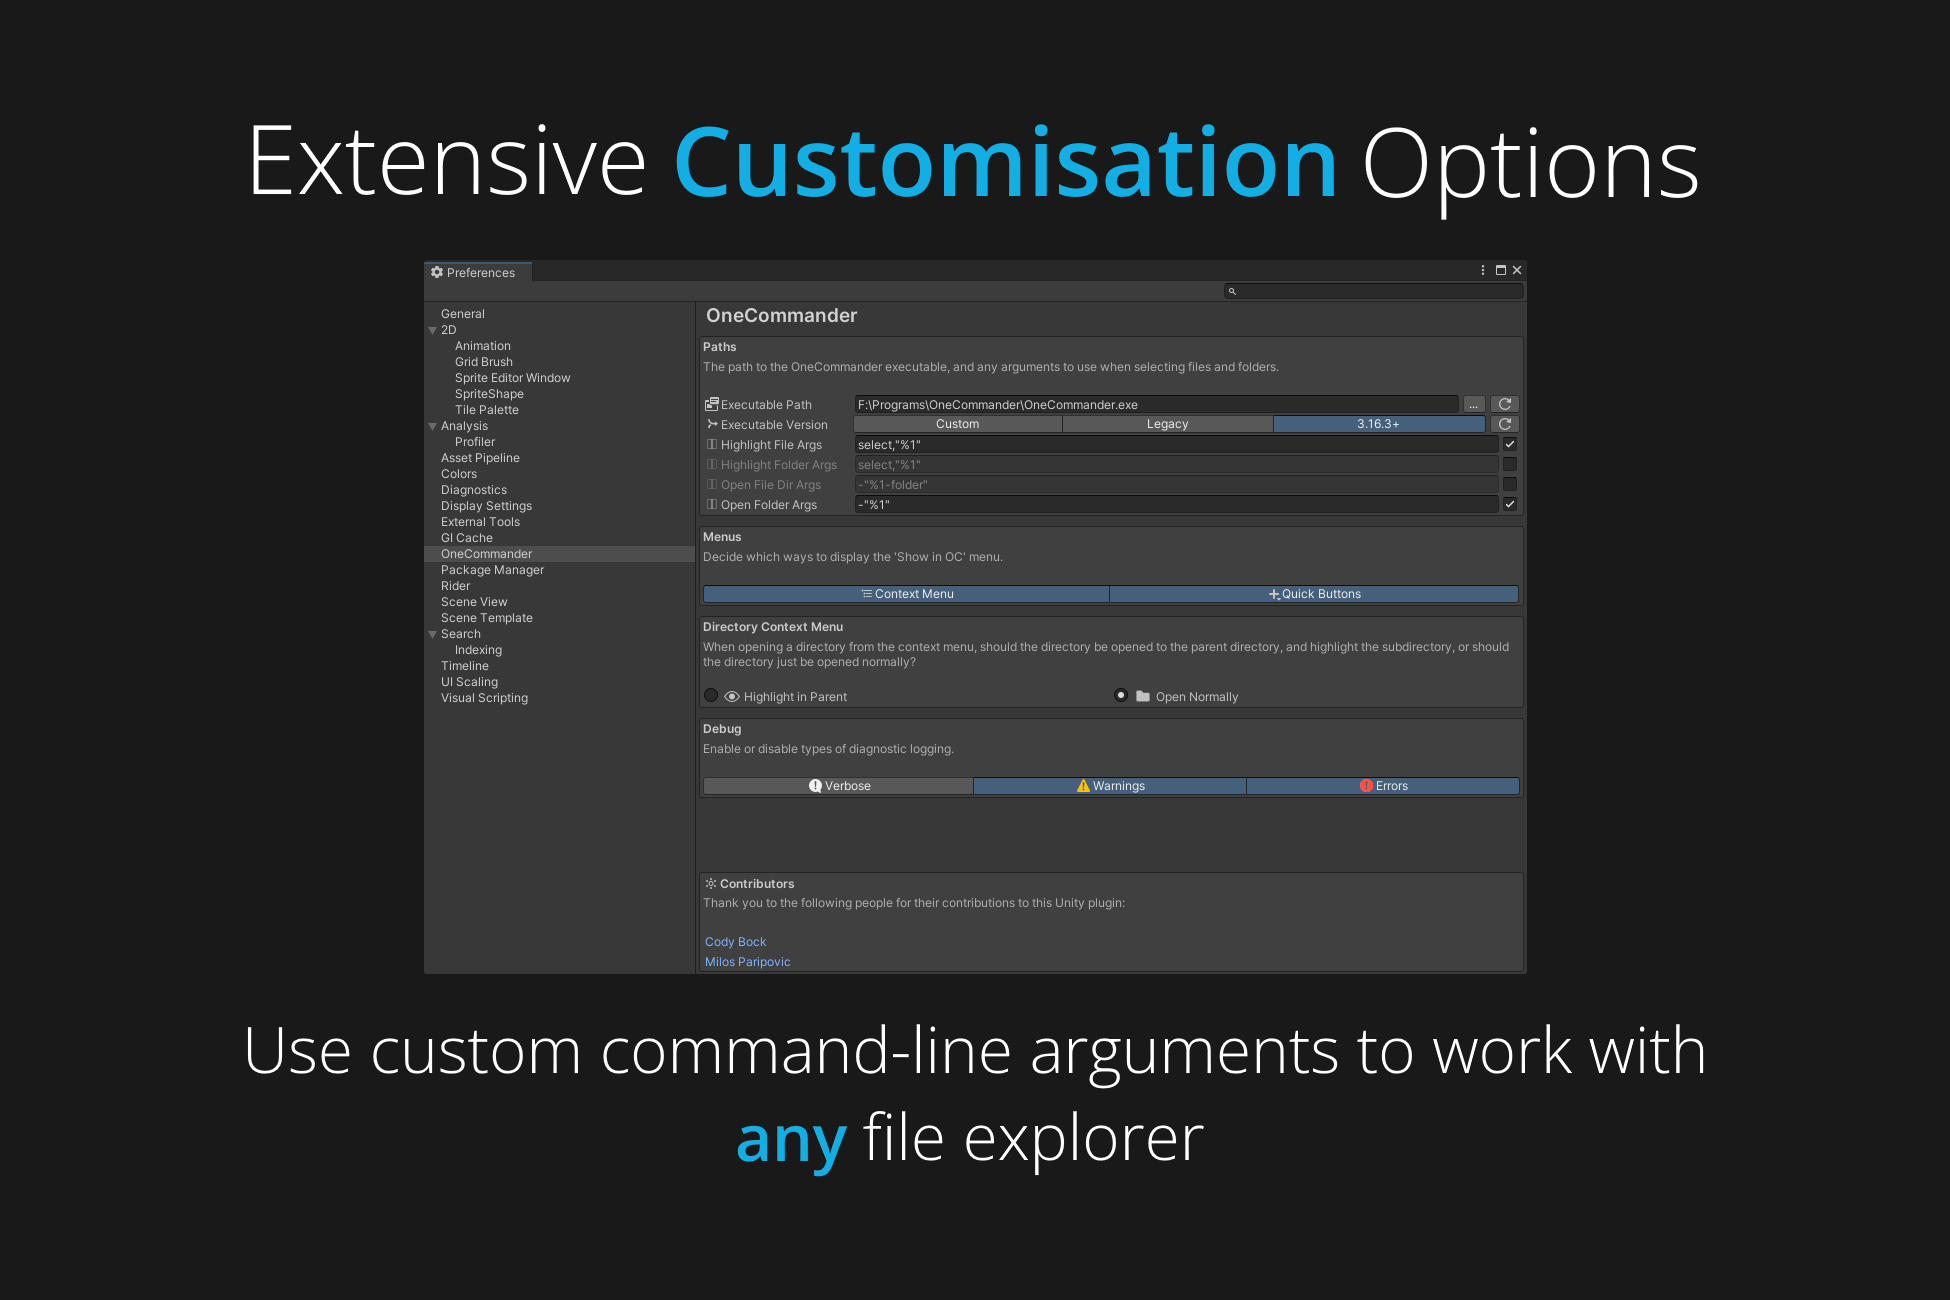 Extensive Customisation Options
Preferences
General
2D
Animation
Grid Brush
Sprite Editor Window
SpriteShape
Tile Palette
Analysis
Profiler
Asset Pipeline
Colors
Diagnostics
Display Settings
External Tools
GI Cache
OneCommander
Package Manager
Rider
Scene View
Scene Template
Search
Indexing
Timeline
UI Scaling
Visual Scripting
OneCommander
Paths
The path to the OneCommander executable, and any arguments to use when selecting files and folders.
Executable Path F:\Programs\OneCommander\OneCommander.exe ...
Executable Version Custom Legacy 3.16.3+
Highlight File Args select,"%1"
Highlight Folder Args select,"%1"
Open File Dir Args -"%1-folder"
Open Folder Args -"%1"
Menus
Decide which ways to display the 'Show in OC' menu.
Context Menu Quick Buttons
Directory Context Menu
When opening a directory from the context menu, should the directory be opened to the parent directory, and highlight the subdirectory, or should
the directory just be opened normally?
Highlight in Parent Open Normally
Debug
Enable or disable types of diagnostic logging.
Verbose Warnings Errors
Contributors
Thank you to the following people for their contributions to this Unity plugin:
Cody Bock
Milos Paripovic
Use custom command-line arguments to work with
any file explorer